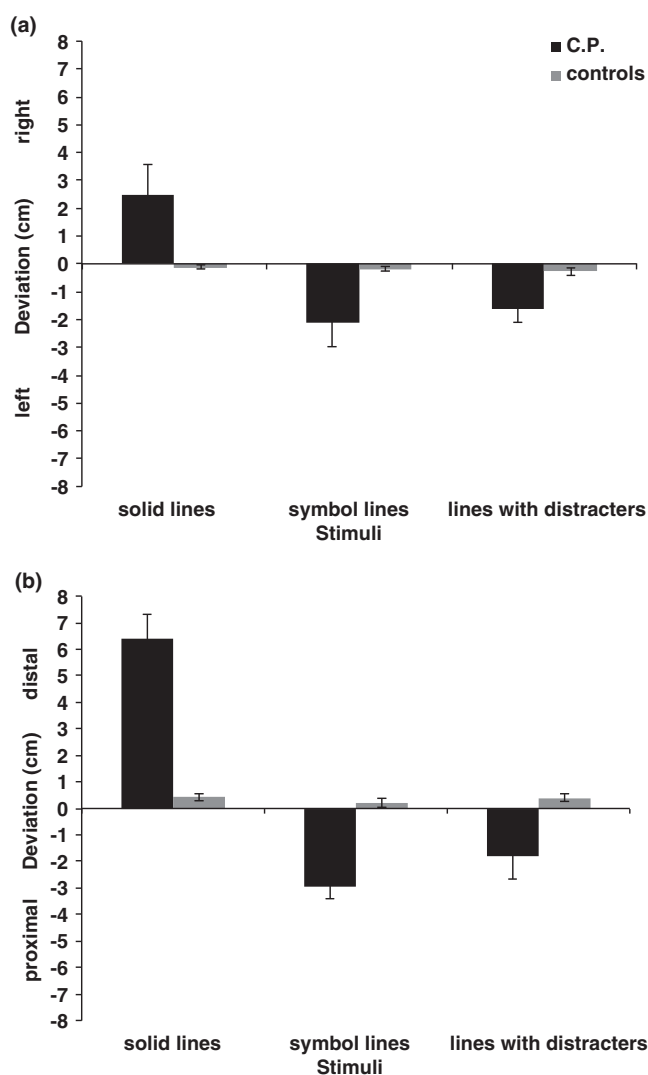 (a)
8
7
6
5
4
3
2
1
0
-1
-2
-3
-4
-5
-6
-7
-8
right
Deviation (cm)
left
C.P.
controls
solid lines
symbol lines
lines with distracters
Stimuli
(b)
8
7
6
5
4
3
2
1
0
-1
-2
-3
-4
-5
-6
-7
-8
distal
Deviation (cm)
proximal
solid lines
symbol lines
lines with distracters
Stimuli